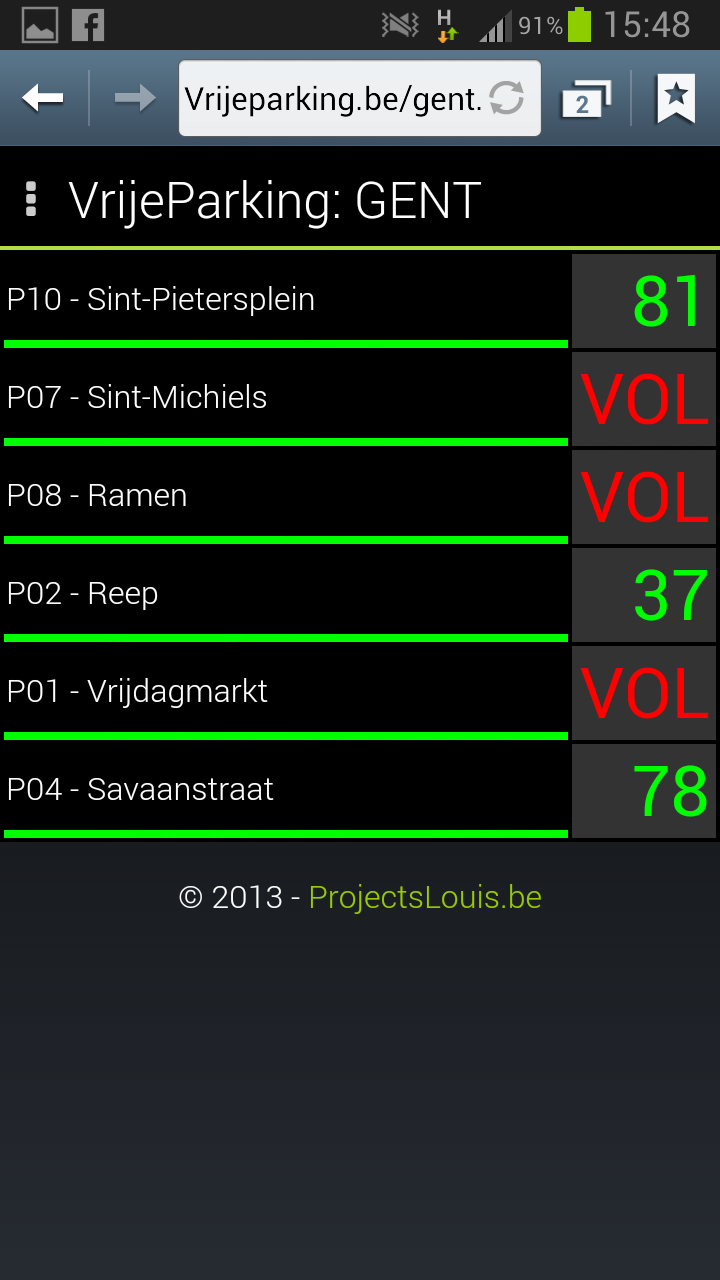 H 91% 15:48
Vrijeparking.be/gent. 2
VrijeParking: GENT
P10 - Sint-Pietersplein 81
P07 - Sint-Michiels VOL
P08 - Ramen VOL
P02 - Reep 37
P01 - Vrijdagmarkt VOL
P04 - Savaanstraat 78
© 2013 - ProjectsLouis.be